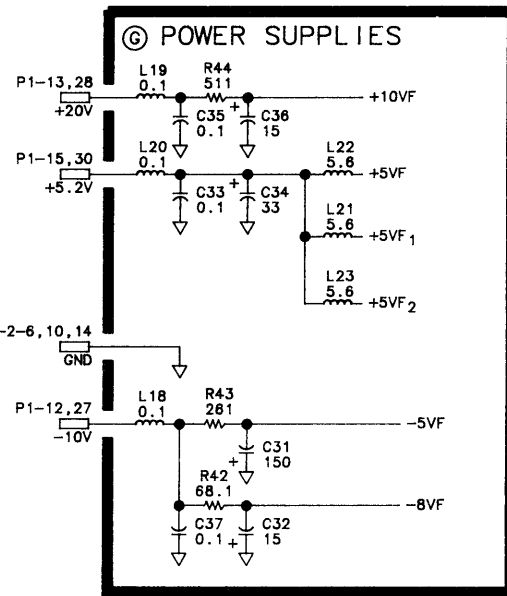 G POWER SUPPLIES
P1-13,28
+20V
L19
0.1
R44
511
C35
0.1
+
C36
15
+10VF
P1-15,30
+5.2V
L20
0.1
C33
0.1
+
C34
33
L22
5.6
+5VF
L21
5.6
+5VF1
L23
5.6
+5VF2
-2-6,10,14
GND
P1-12,27
-10V
L18
0.1
R43
261
-5VF
+
C31
150
R42
68.1
-8VF
C37
0.1
+
C32
15